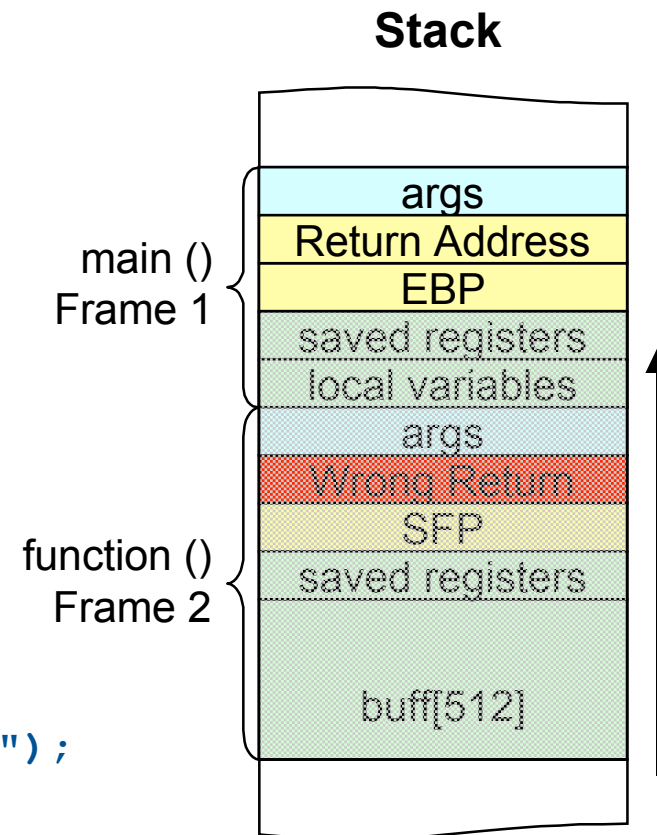 Stack
args
Return Address
main ()
EBP
Frame 1
saved registers
local variables
args
Wrong Return
SFP
function ()
saved registers
Frame 2
buff[512]
");